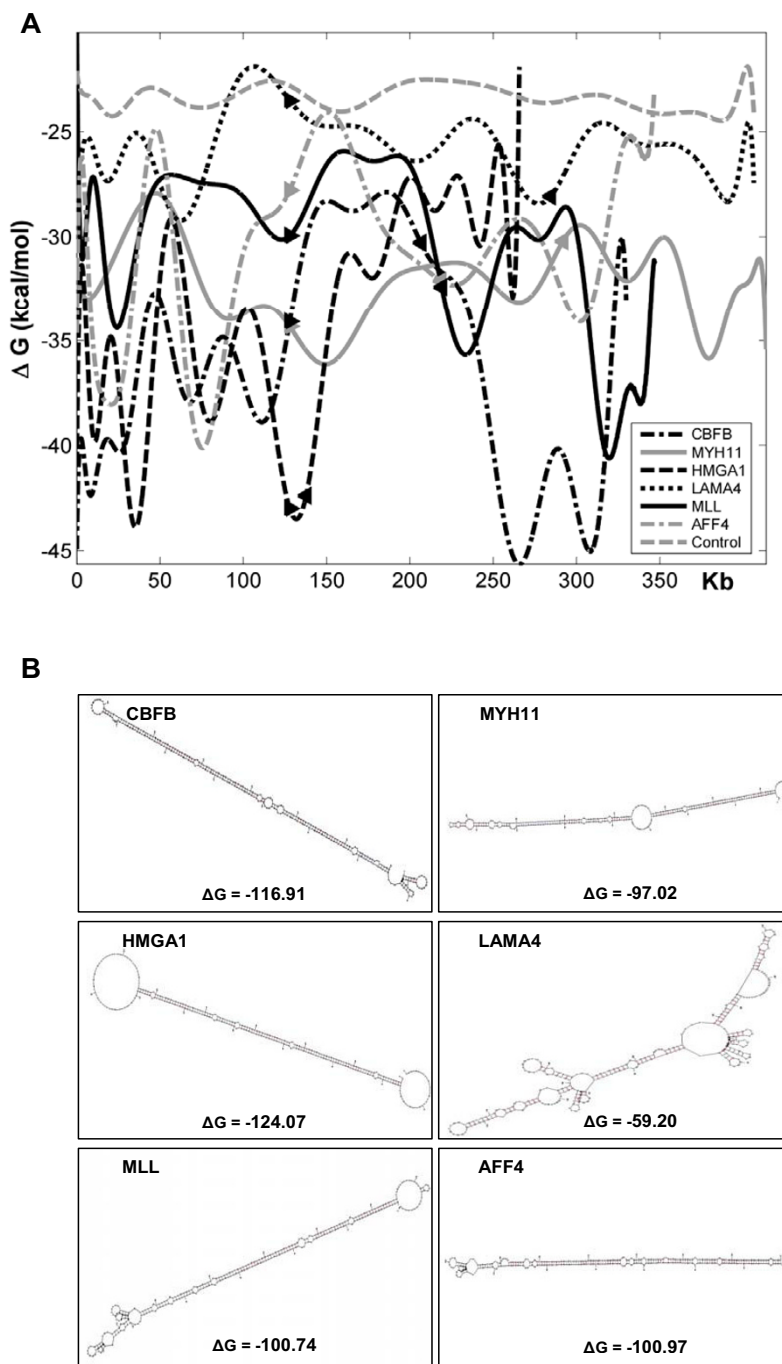 A
Δ G (kcal/mol)
-25
-30
-35
-40
-45
0
50
100
150
200
250
300
350
Kb
CBFB
MYH11
HMGA1
LAMA4
MLL
AFF4
Control
B
CBFB
ΔG = -116.91
MYH11
ΔG = -97.02
HMGA1
ΔG = -124.07
LAMA4
ΔG = -59.20
MLL
ΔG = -100.74
AFF4
ΔG = -100.97